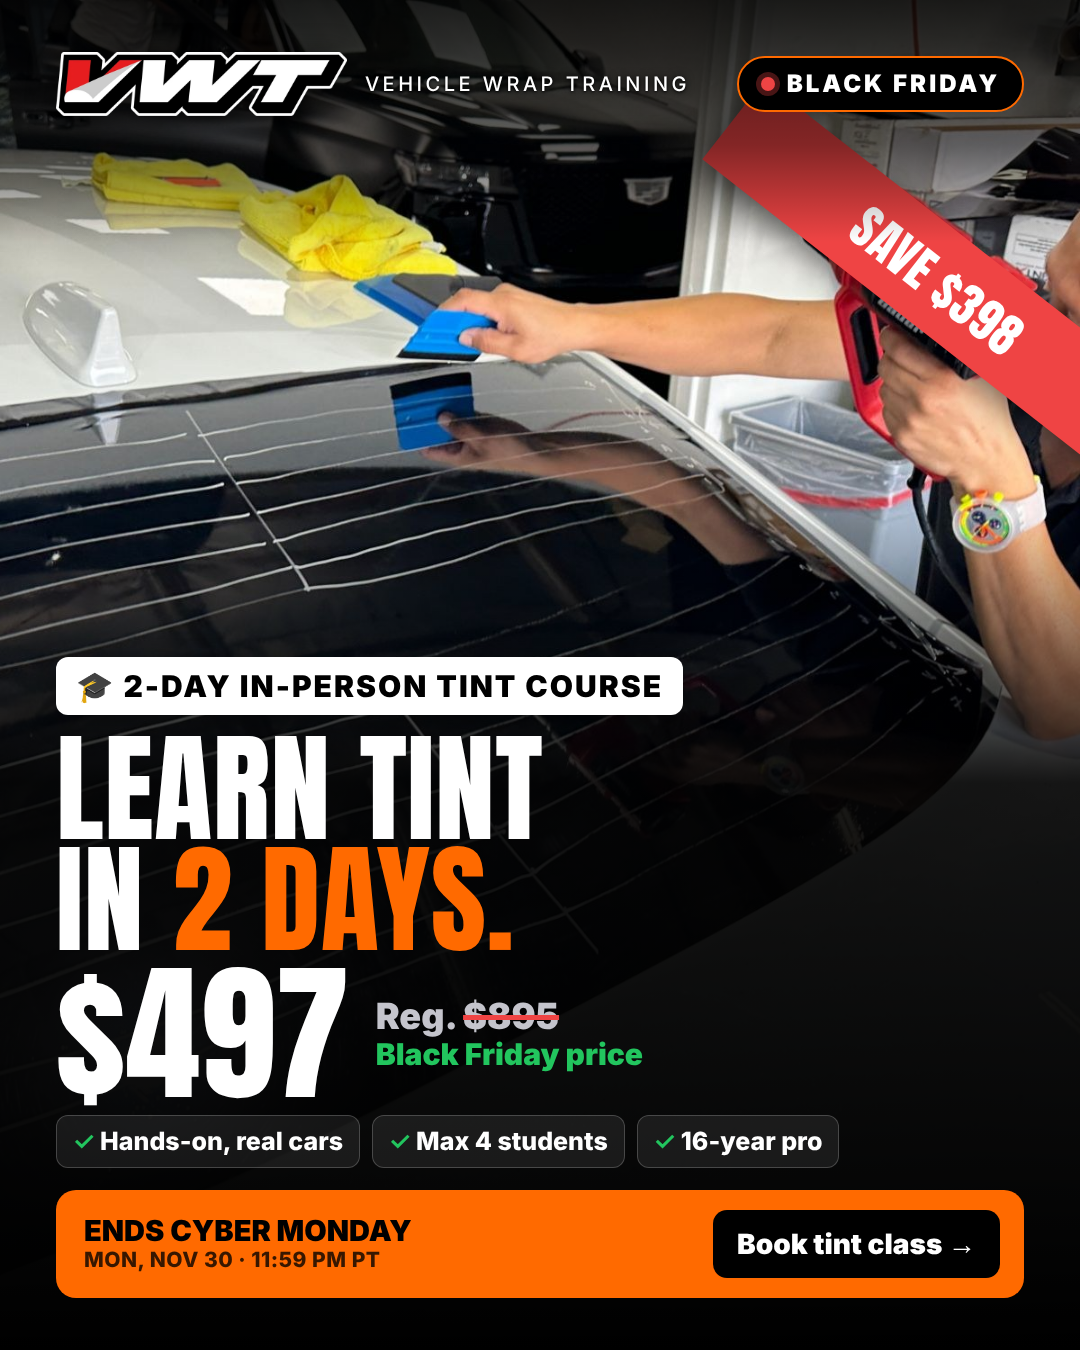 VWT VEHICLE WRAP TRAINING
BLACK FRIDAY
SAVE $398
🎓 2-DAY IN-PERSON TINT COURSE
LEARN TINT
IN 2 DAYS.
$497
Reg. $895
Black Friday price
✓ Hands-on, real cars
✓ Max 4 students
✓ 16-year pro
ENDS CYBER MONDAY
MON, NOV 30 · 11:59 PM PT
Book tint class →